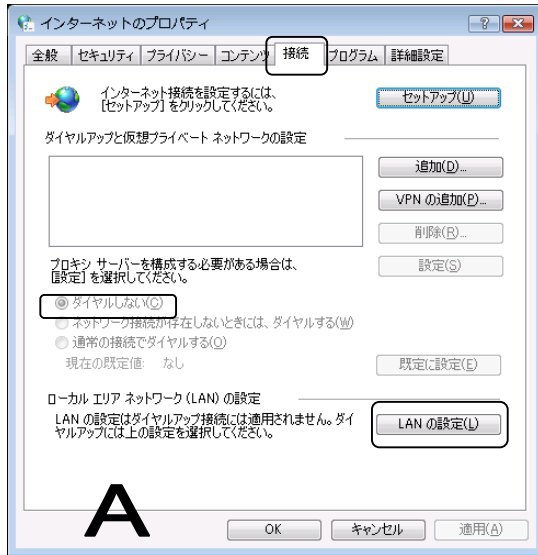 インターネットのプロパティ
全般 セキュリティ プライバシー コンテンツ 接続 プログラム 詳細設定
インターネット接続を設定するには、
[セットアップ] をクリックしてください。
セットアップ(U)
ダイヤルアップと仮想プライベート ネットワークの設定
追加(D)...
VPN の追加(P)...
削除(R)...
設定(S)
プロキシ サーバーを構成する必要がある場合は、
[設定] を選択してください。
ダイヤルしない(C)
ネットワーク接続が存在しないときには、ダイヤルする(W)
通常の接続でダイヤルする(O)
現在の既定値: なし
既定に設定(E)
ローカル エリア ネットワーク (LAN) の設定
LAN の設定はダイヤルアップ接続には適用されません。ダイ
ヤルアップには上の設定を選択してください。
LAN の設定(L)
A
OK キャンセル 適用(A)